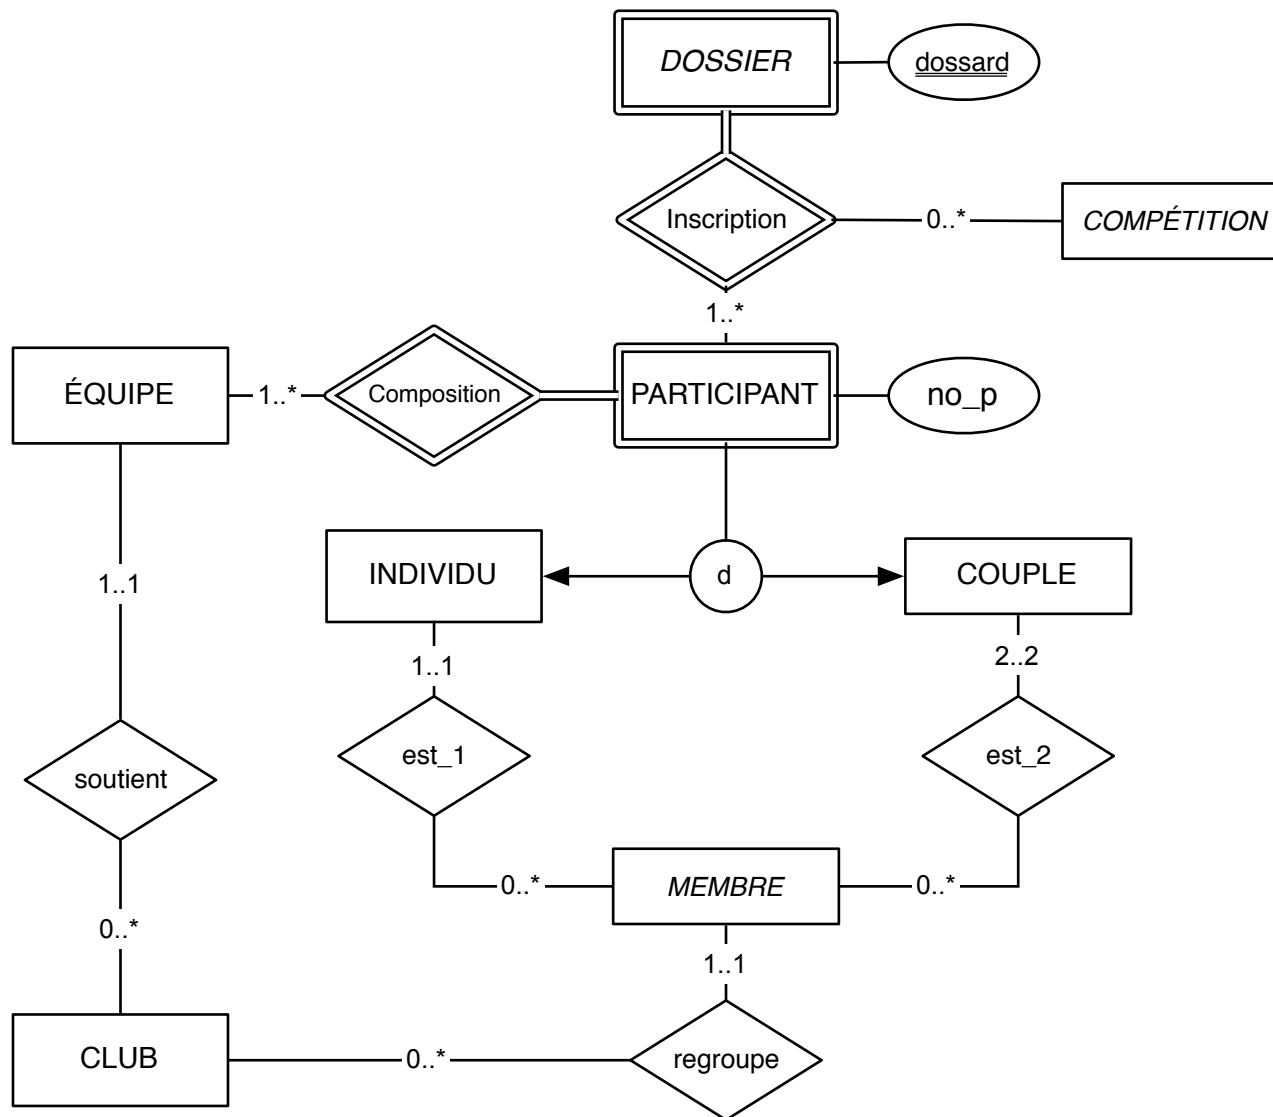 DOSSIER
dossard
Inscription
0..*
COMPÉTITION
1..*
ÉQUIPE
1..*
Composition
PARTICIPANT
no_p
1..1
INDIVIDU
d
COUPLE
1..1
2..2
soutient
est_1
est_2
0..*
MEMBRE
0..*
0..*
1..1
CLUB
0..*
regroupe